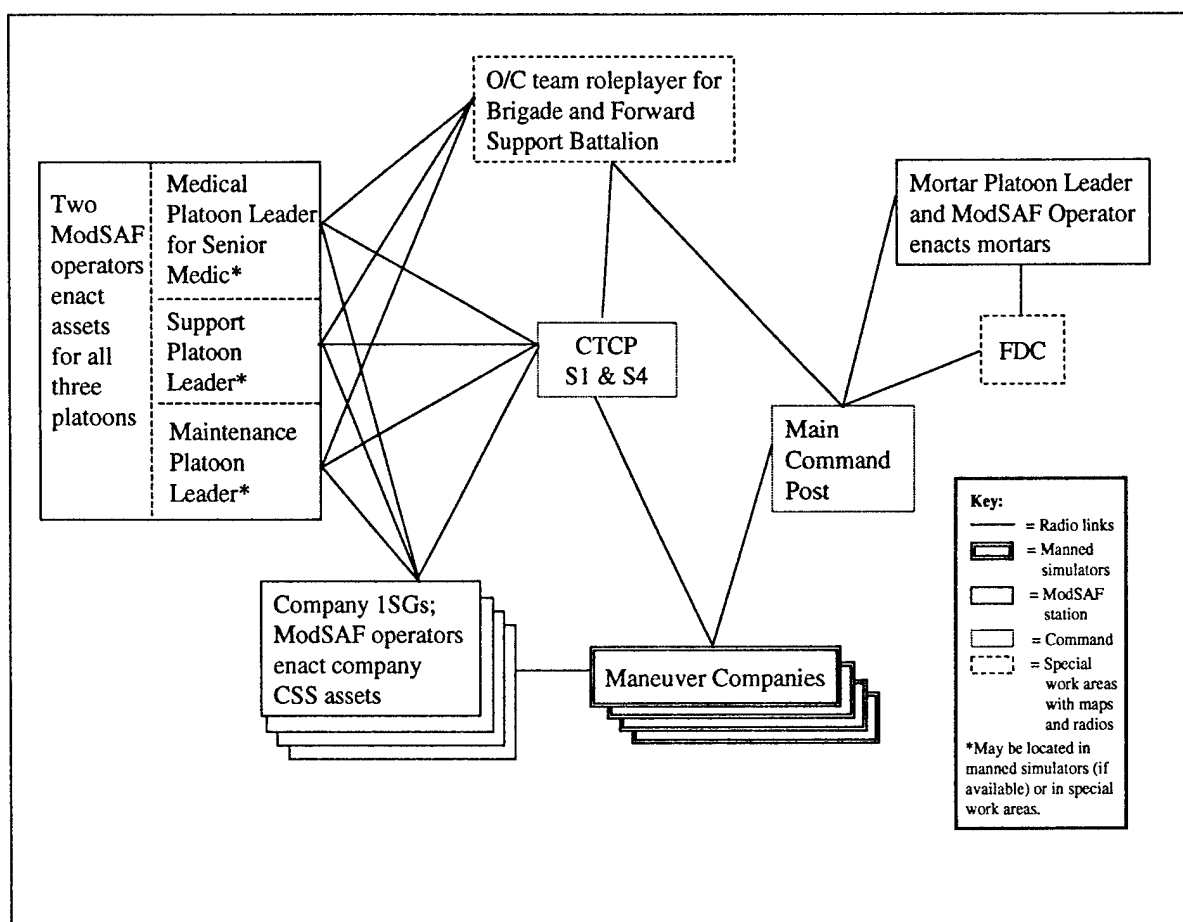 O/C team roleplayer for
Brigade and Forward
Support Battalion
Two
ModSAF
operators
enact
assets
for all
three
platoons
Medical
Platoon Leader
for Senior
Medic*
Support
Platoon
Leader*
Maintenance
Platoon
Leader*
Mortar Platoon Leader
and ModSAF Operator
enacts mortars
CTCP
S1 & S4
FDC
Main
Command
Post
Company 1SGs;
ModSAF operators
enact company
CSS assets
Maneuver Companies
Key:
= Radio links
= Manned
simulators
= ModSAF
station
= Command
= Special
work areas
with maps
and radios
*May be located in
manned simulators (if
available) or in special
work areas.